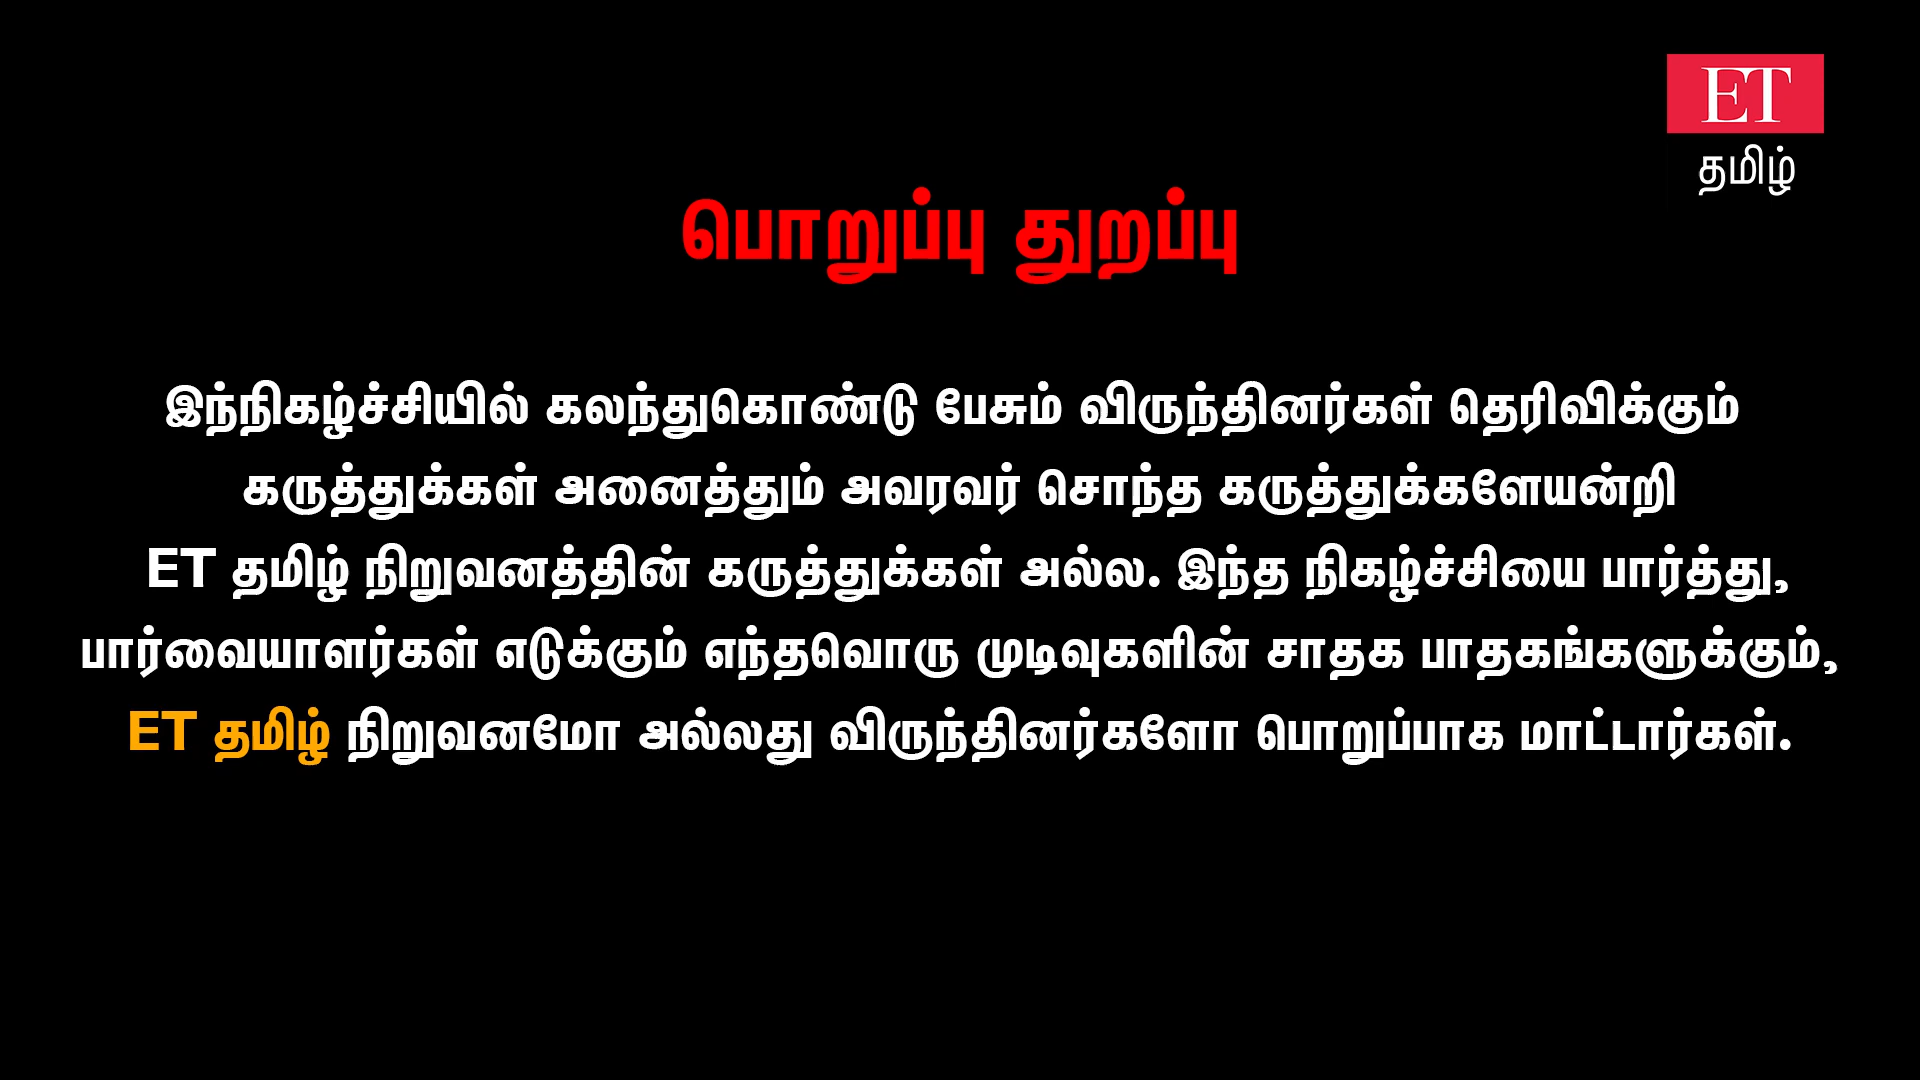 ET
தமிழ்
பொறுப்பு துறப்பு
இந்நிகழ்ச்சியில் கலந்துகொண்டு பேசும் விருந்தினர்கள் தெரிவிக்கும்
கருத்துக்கள் அனைத்தும் அவரவர் சொந்த கருத்துக்களேயன்றி
ET தமிழ் நிறுவனத்தின் கருத்துக்கள் அல்ல. இந்த நிகழ்ச்சியை பார்த்து,
பார்வையாளர்கள் எடுக்கும் எந்தவொரு முடிவுகளின் சாதக பாதகங்களுக்கும்,
ET தமிழ் நிறுவனமோ அல்லது விருந்தினர்களோ பொறுப்பாக மாட்டார்கள்.